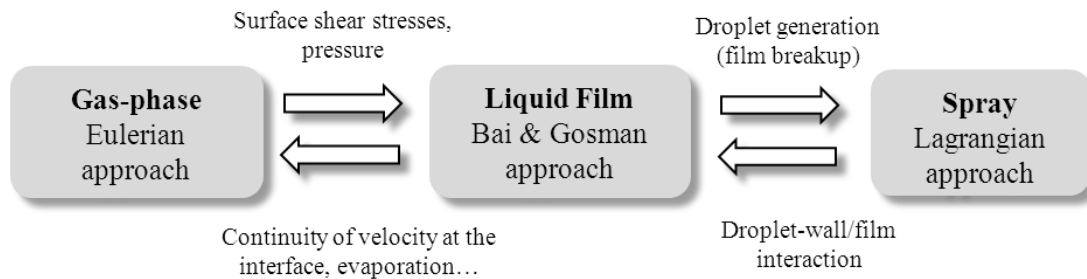 Surface shear stresses,
pressure
Droplet generation
(film breakup)
Gas-phase
Eulerian
approach
Liquid Film
Bai & Gosman
approach
Spray
Lagrangian
approach
Continuity of velocity at the
interface, evaporation…
Droplet-wall/film
interaction